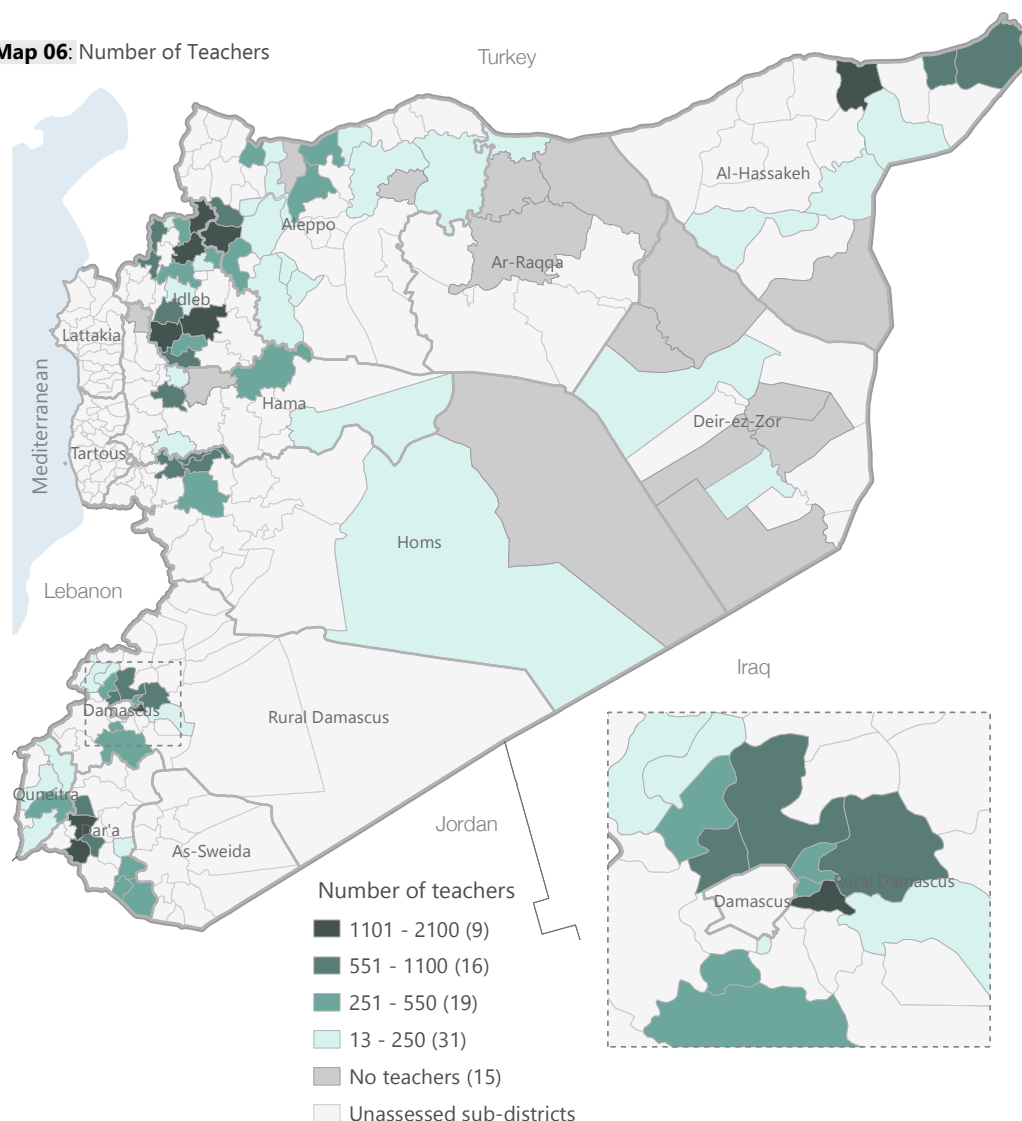 Map 06: Number of Teachers
Turkey
Al-Hassakeh
Aleppo
Ar-Raqqa
Idleb
Lattakia
Mediterranean
Hama
Deir-ez-Zor
Tartous
Homs
Lebanon
Iraq
Damascus
Rural Damascus
Quneitra
Dar'a
Jordan
As-Sweida
Rural Damascus
Damascus
Number of teachers
1101 - 2100 (9)
551 - 1100 (16)
251 - 550 (19)
13 - 250 (31)
No teachers (15)
Unassessed sub-districts